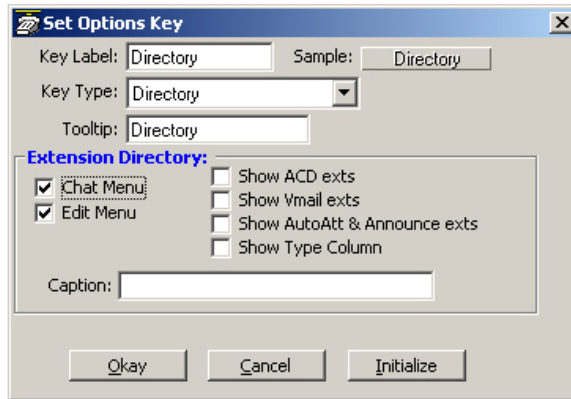 Set Options Key
Key Label: Directory Sample: Directory
Key Type: Directory
Tooltip: Directory
Extension Directory:
Chat Menu
Edit Menu
Show ACD exts
Show Vmail exts
Show AutoAtt & Announce exts
Show Type Column
Caption:
Okay Cancel Initialize